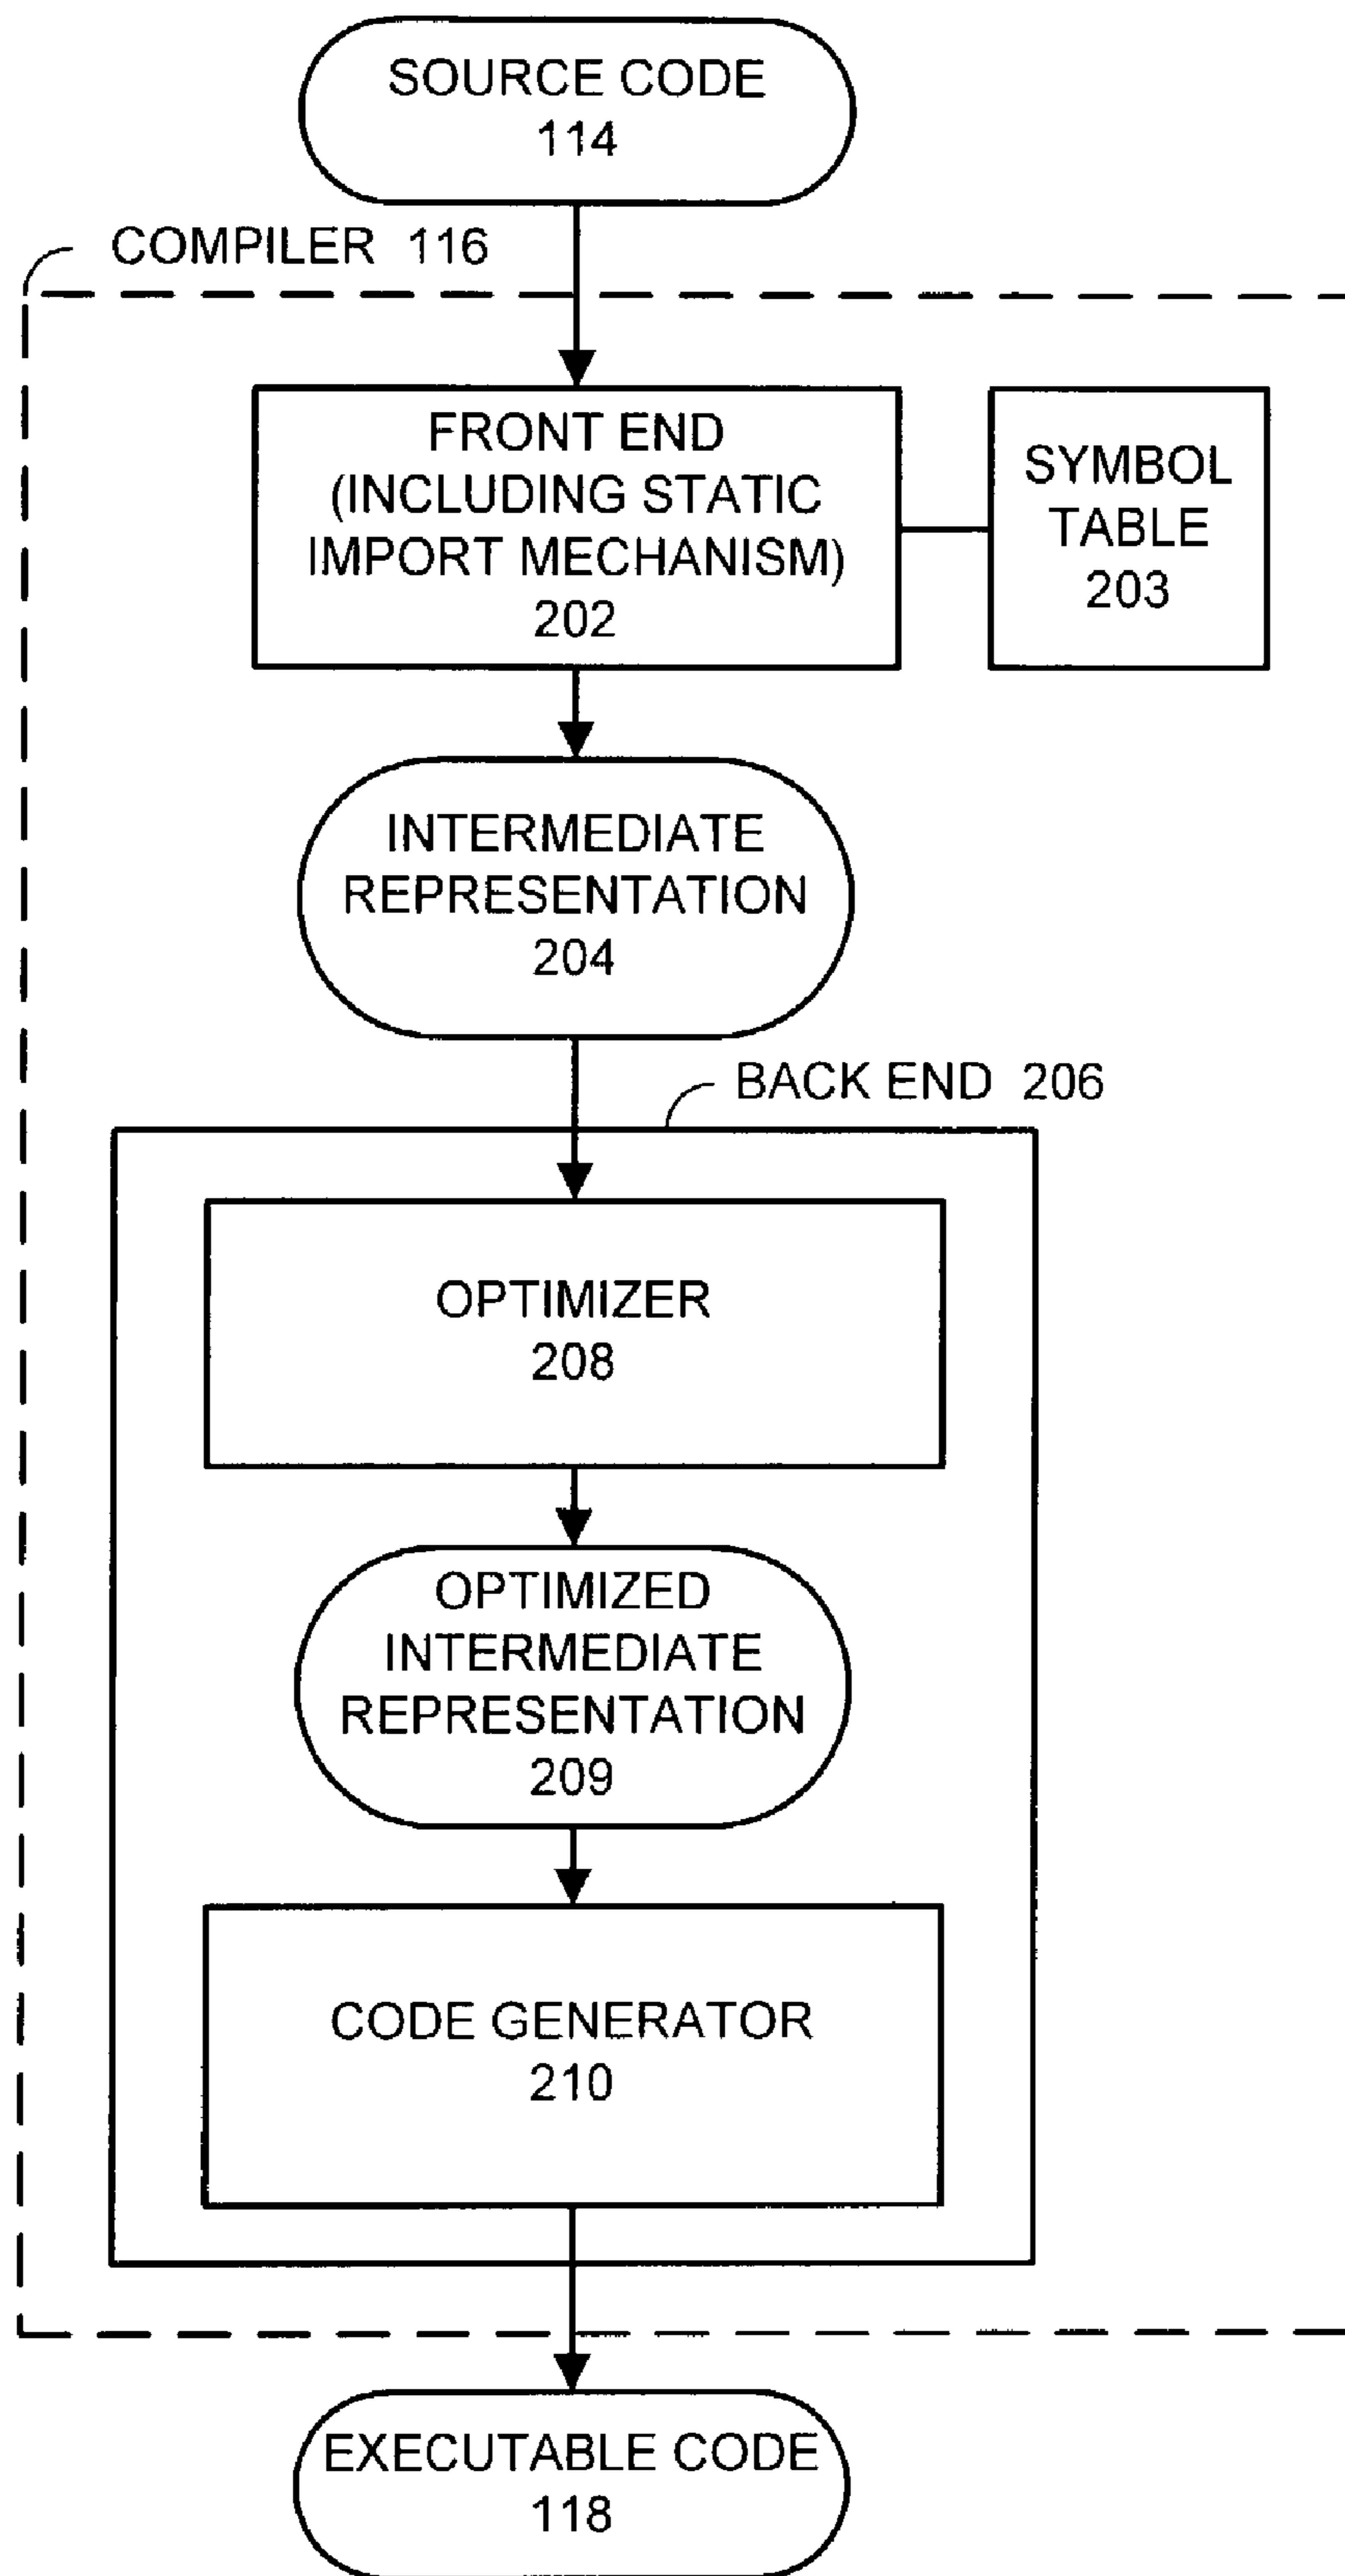 SOURCE CODE
114
COMPILER 116
FRONT END
(INCLUDING STATIC
IMPORT MECHANISM)
202
SYMBOL
TABLE
203
INTERMEDIATE
REPRESENTATION
204
BACK END 206
OPTIMIZER
208
OPTIMIZED
INTERMEDIATE
REPRESENTATION
209
CODE GENERATOR
210
EXECUTABLE CODE
118